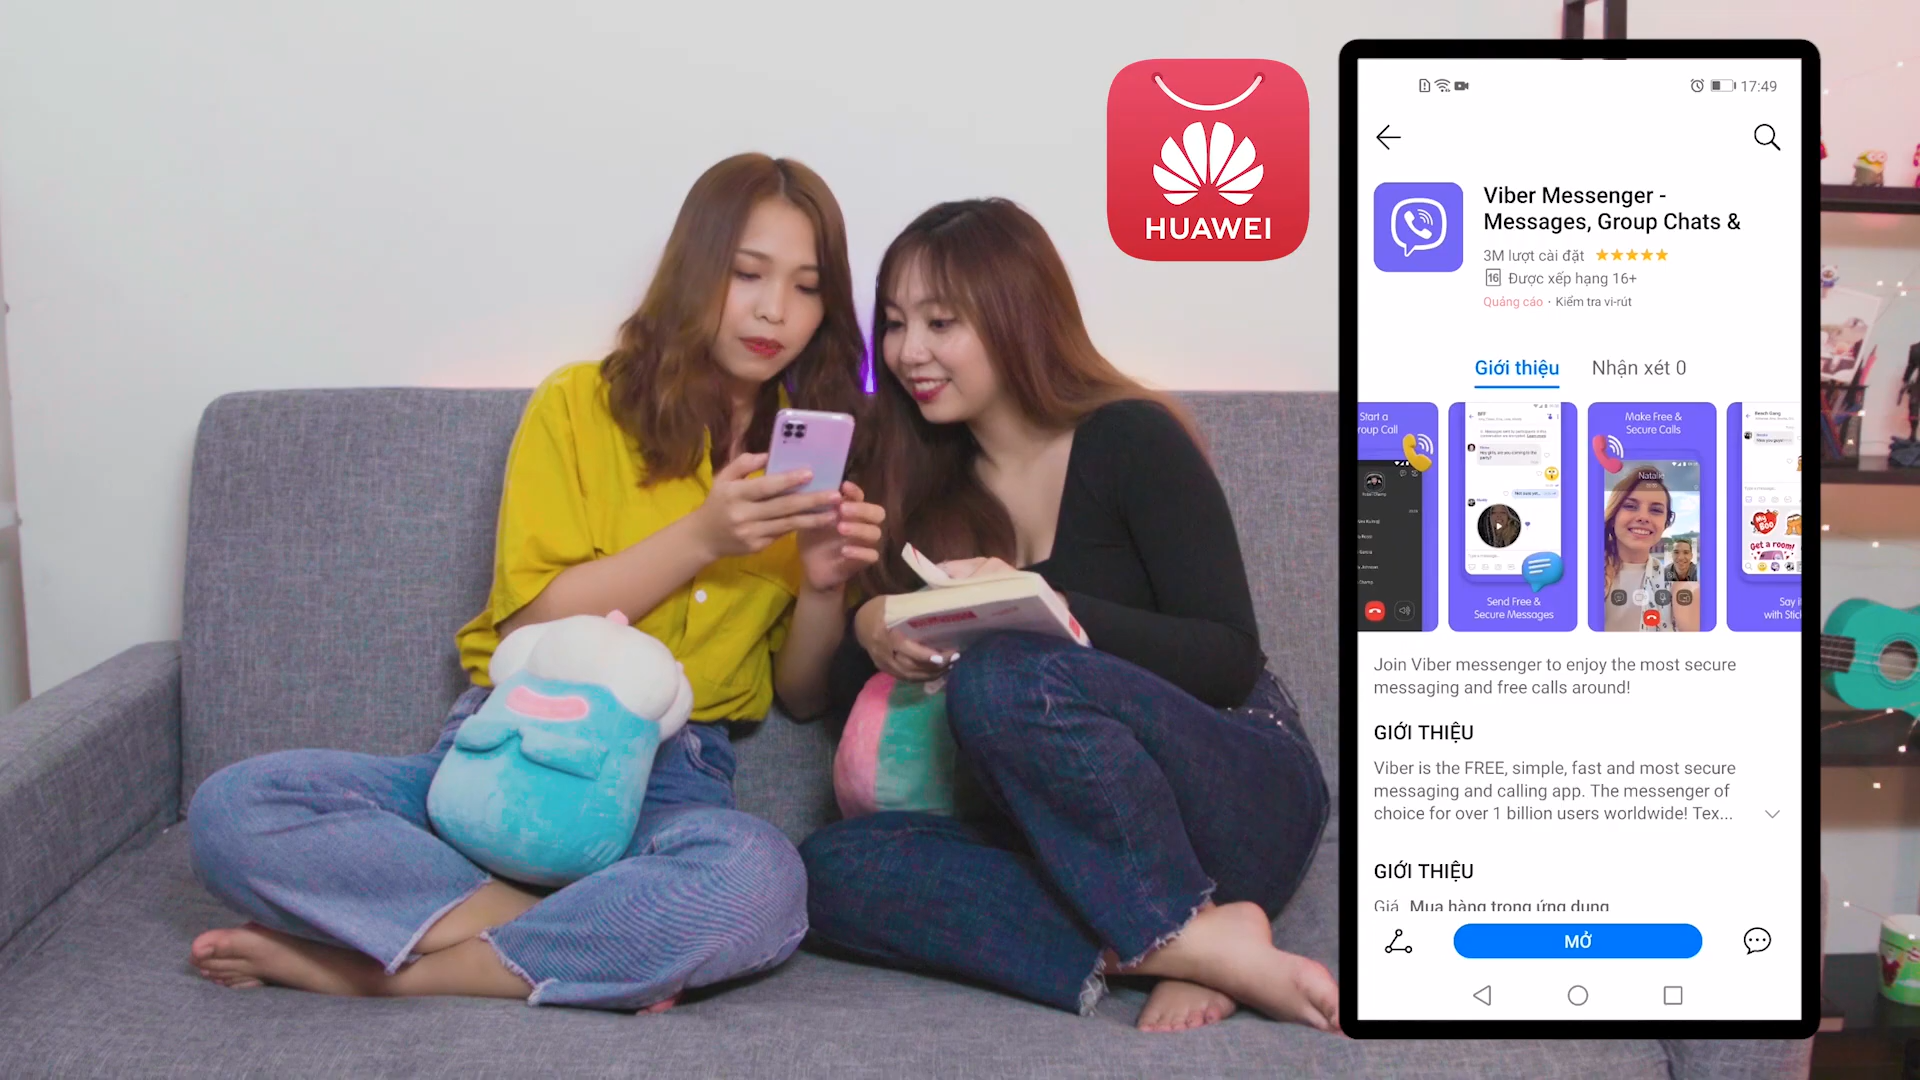 HUAWEI
17:49
Viber Messenger -
Messages, Group Chats &
3M lượt cài đặt
16 Được xếp hạng 16+
Quảng cáo · Kiểm tra vi-rút
Giới thiệu Nhận xét 0
Start a
roup Call
Send Free &
Secure Messages
Make Free &
Secure Calls
Natalie
Beach Gang
My Boo
Get a room!
Say i
with Stic
Join Viber messenger to enjoy the most secure
messaging and free calls around!
GIỚI THIỆU
Viber is the FREE, simple, fast and most secure
messaging and calling app. The messenger of
choice for over 1 billion users worldwide! Tex...
GIỚI THIỆU
Giá Mua hàng trong ứng dụng
MỞ